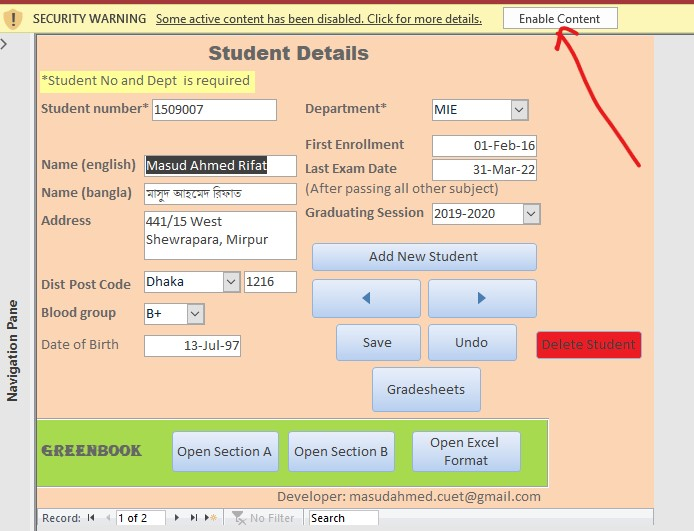 SECURITY WARNING Some active content has been disabled. Click for more details. Enable Content
Student Details
*Student No and Dept is required
Student number* 1509007 Department* MIE
First Enrollment 01-Feb-16
Name (english) Masud Ahmed Rifat Last Exam Date 31-Mar-22
Name (bangla) মাসুদ আহমেদ রিফাত (After passing all other subject)
Address 441/15 West Graduating Session 2019-2020
Shewrapara, Mirpur
Add New Student
Dist Post Code Dhaka 1216
Blood group B+
Date of Birth 13-Jul-97 Save Undo Delete Student
Gradesheets
GREENBOOK Open Section A Open Section B Open Excel
Format
Developer: masudahmed.cuet@gmail.com
Record: 1 of 2 No Filter Search
Navigation Pane